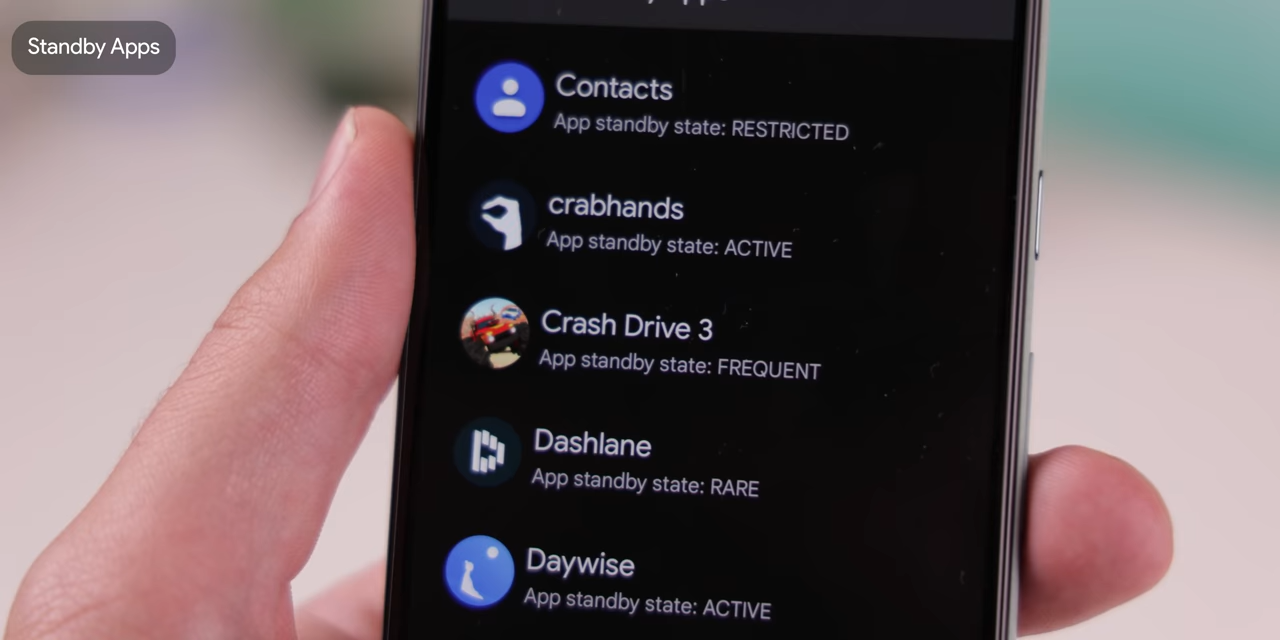 Standby Apps
Contacts
App standby state: RESTRICTED
crabhands
App standby state: ACTIVE
Crash Drive 3
App standby state: FREQUENT
Dashlane
App standby state: RARE
Daywise
App standby state: ACTIVE